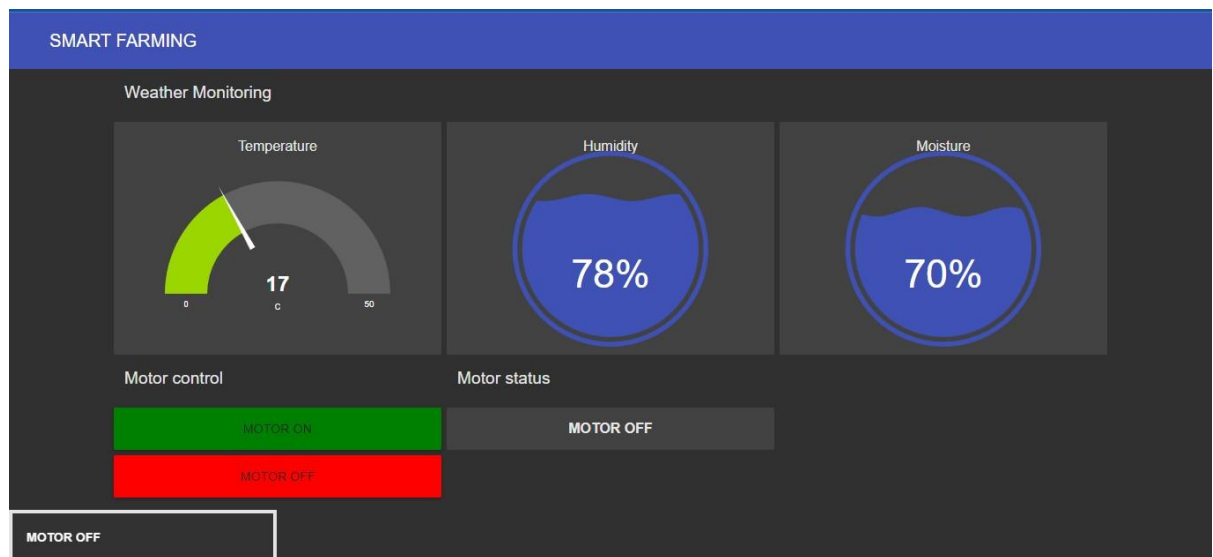 SMART FARMING
Weather Monitoring
Temperature
17
0
C
50
Humidity
78%
Moisture
70%
Motor control
Motor status
MOTOR ON
MOTOR OFF
MOTOR OFF
MOTOR OFF